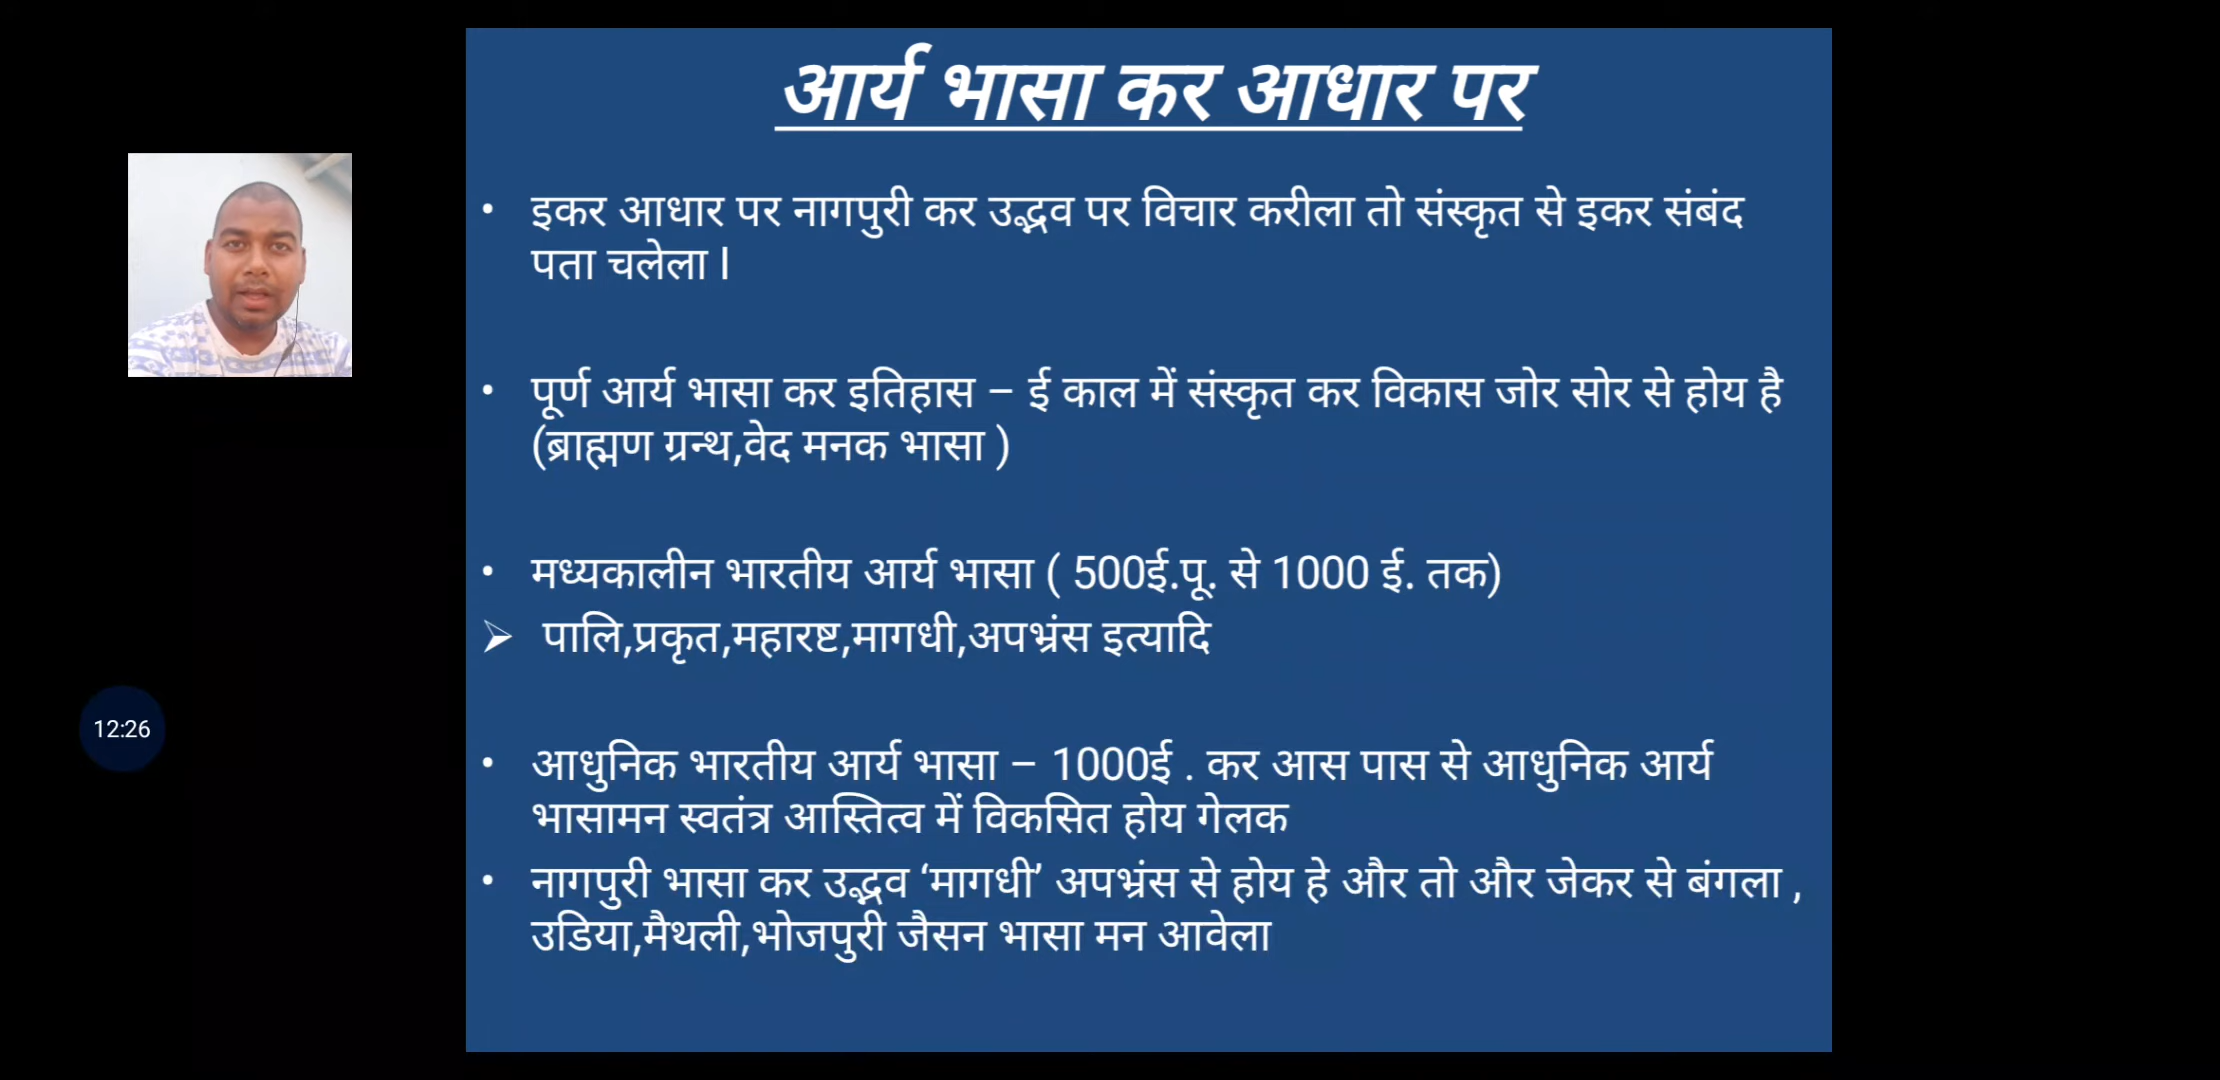 आर्य भासा कर आधार पर
• इकर आधार पर नागपुरी कर उद्भव पर विचार करीला तो संस्कृत से इकर संबंद
पता चलेला l
• पूर्ण आर्य भासा कर इतिहास – ई काल में संस्कृत कर विकास जोर सोर से होय है
(ब्राह्मण ग्रन्थ,वेद मनक भासा )
• मध्यकालीन भारतीय आर्य भासा ( 500ई.पू. से 1000 ई. तक)
➢ पालि,प्रकृत,महारष्ट,मागधी,अपभ्रंस इत्यादि
12:26
• आधुनिक भारतीय आर्य भासा – 1000ई . कर आस पास से आधुनिक आर्य
भासामन स्वतंत्र आस्तित्व में विकसित होय गेलक
• नागपुरी भासा कर उद्भव ‘मागधी’ अपभ्रंस से होय हे और तो और जेकर से बंगला ,
उडिया,मैथली,भोजपुरी जैसन भासा मन आवेला